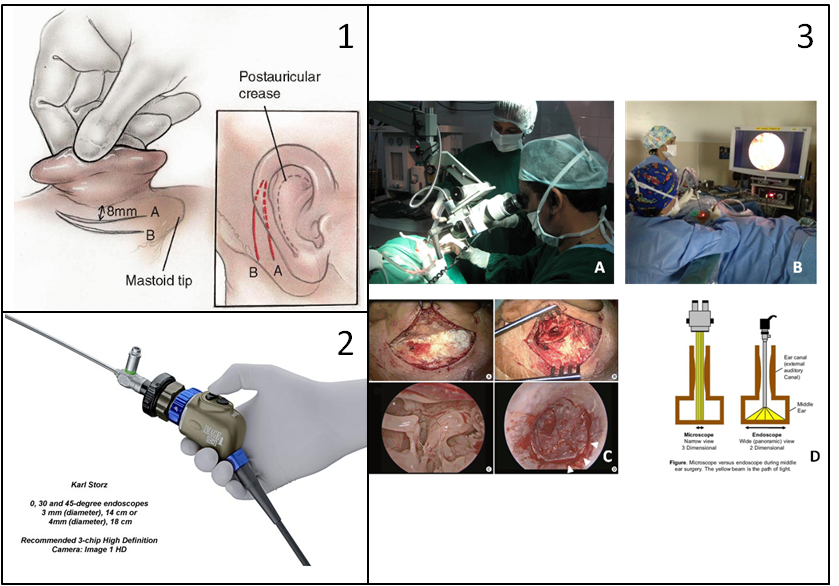 1
Postauricular
crease
8mm
A
B
Mastoid tip
B
A
2
Karl Storz
0, 30 and 45-degree endoscopes
3 mm (diameter), 14 cm or
4mm (diameter), 18 cm
Recommended 3-chip High Definition
Camera: Image 1 HD
3
A
B
C
Ear canal
(external
auditory
Canal)
Middle
Ear
Microscope
Narrow view
3 Dimensional
Endoscope
Wide (panoramic) view
2 Dimensional
D
Figure. Microscope versus endoscope during middle
ear surgery. The yellow beam is the path of light.